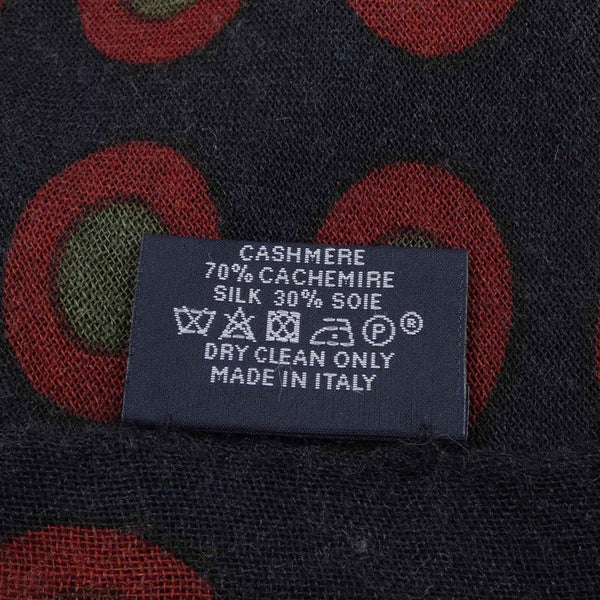 CASHMERE
70% CACHEMIRE
SILK 30% SOIE
P ®
DRY CLEAN ONLY
MADE IN ITALY